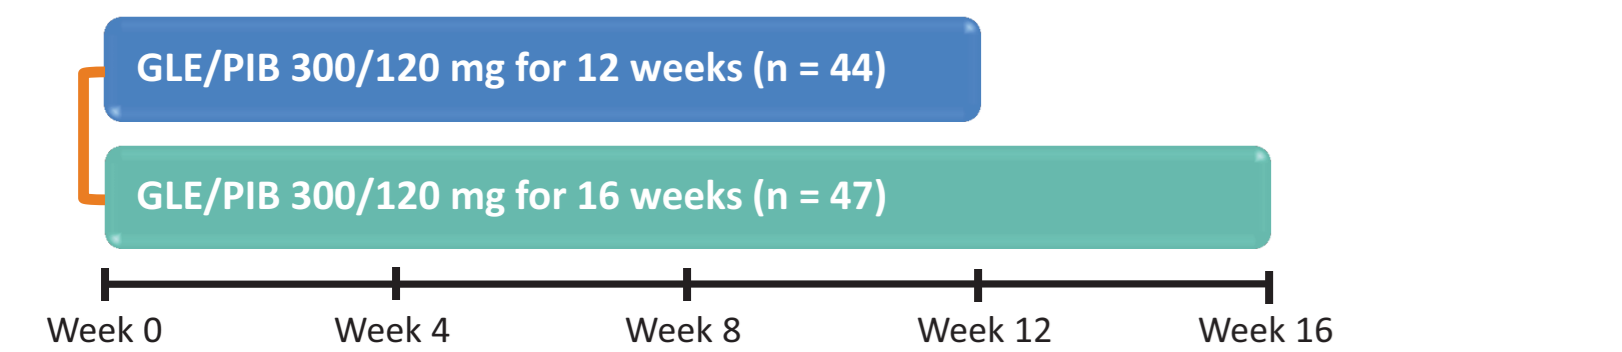 GLE/PIB 300/120 mg for 12 weeks (n = 44)
GLE/PIB 300/120 mg for 16 weeks (n = 47)
Week 0 Week 4 Week 8 Week 12 Week 16